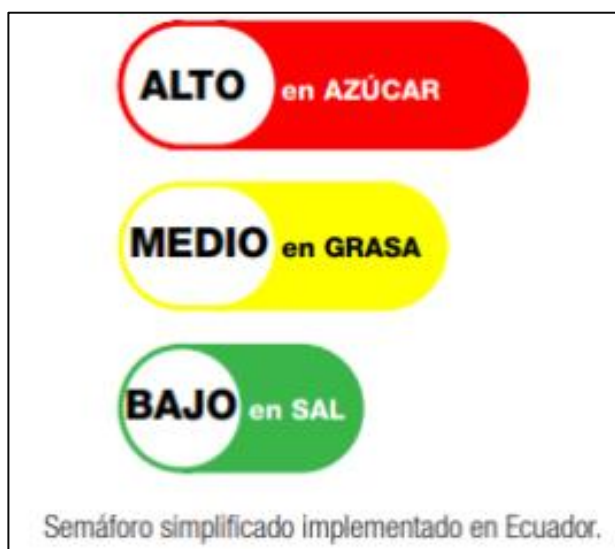 ALTO en AZÚCAR
MEDIO en GRASA
BAJO en SAL
Semáforo simplificado implementado en Ecuador.